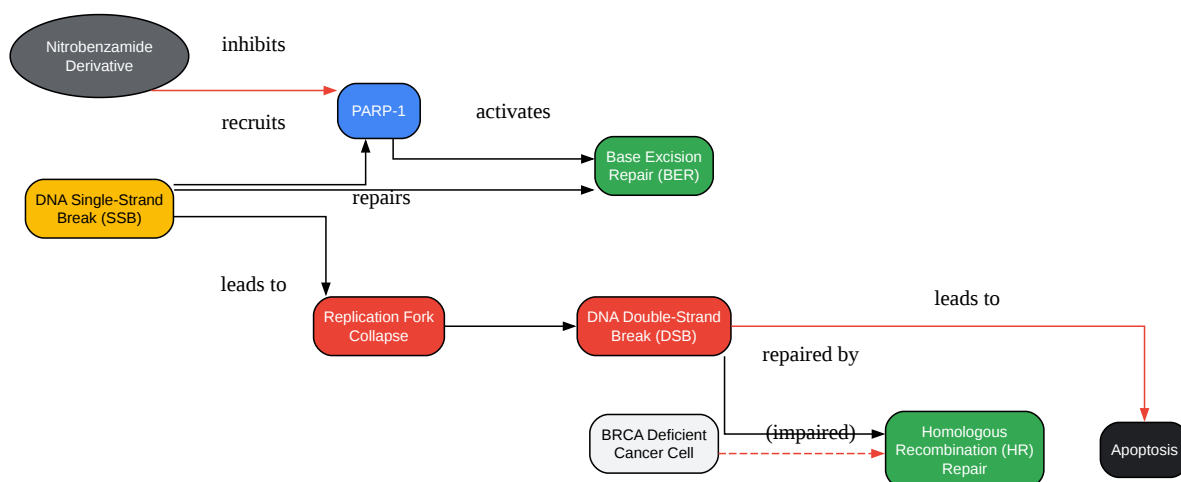 Nitrobenzamide
Derivative
inhibits
PARP-1
recruits
activates
Base Excision
Repair (BER)
DNA Single-Strand
Break (SSB)
repairs
leads to
Replication Fork
Collapse
DNA Double-Strand
Break (DSB)
leads to
repaired by
BRCA Deficient
Cancer Cell
(impaired)
Homologous
Recombination (HR)
Repair
Apoptosis